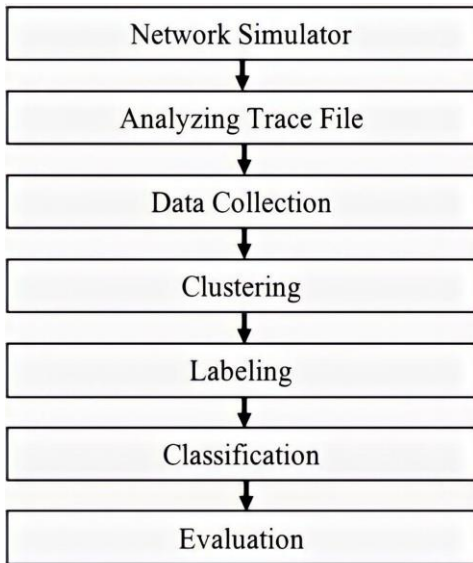 Network Simulator
Analyzing Trace File
Data Collection
Clustering
Labeling
Classification
Evaluation